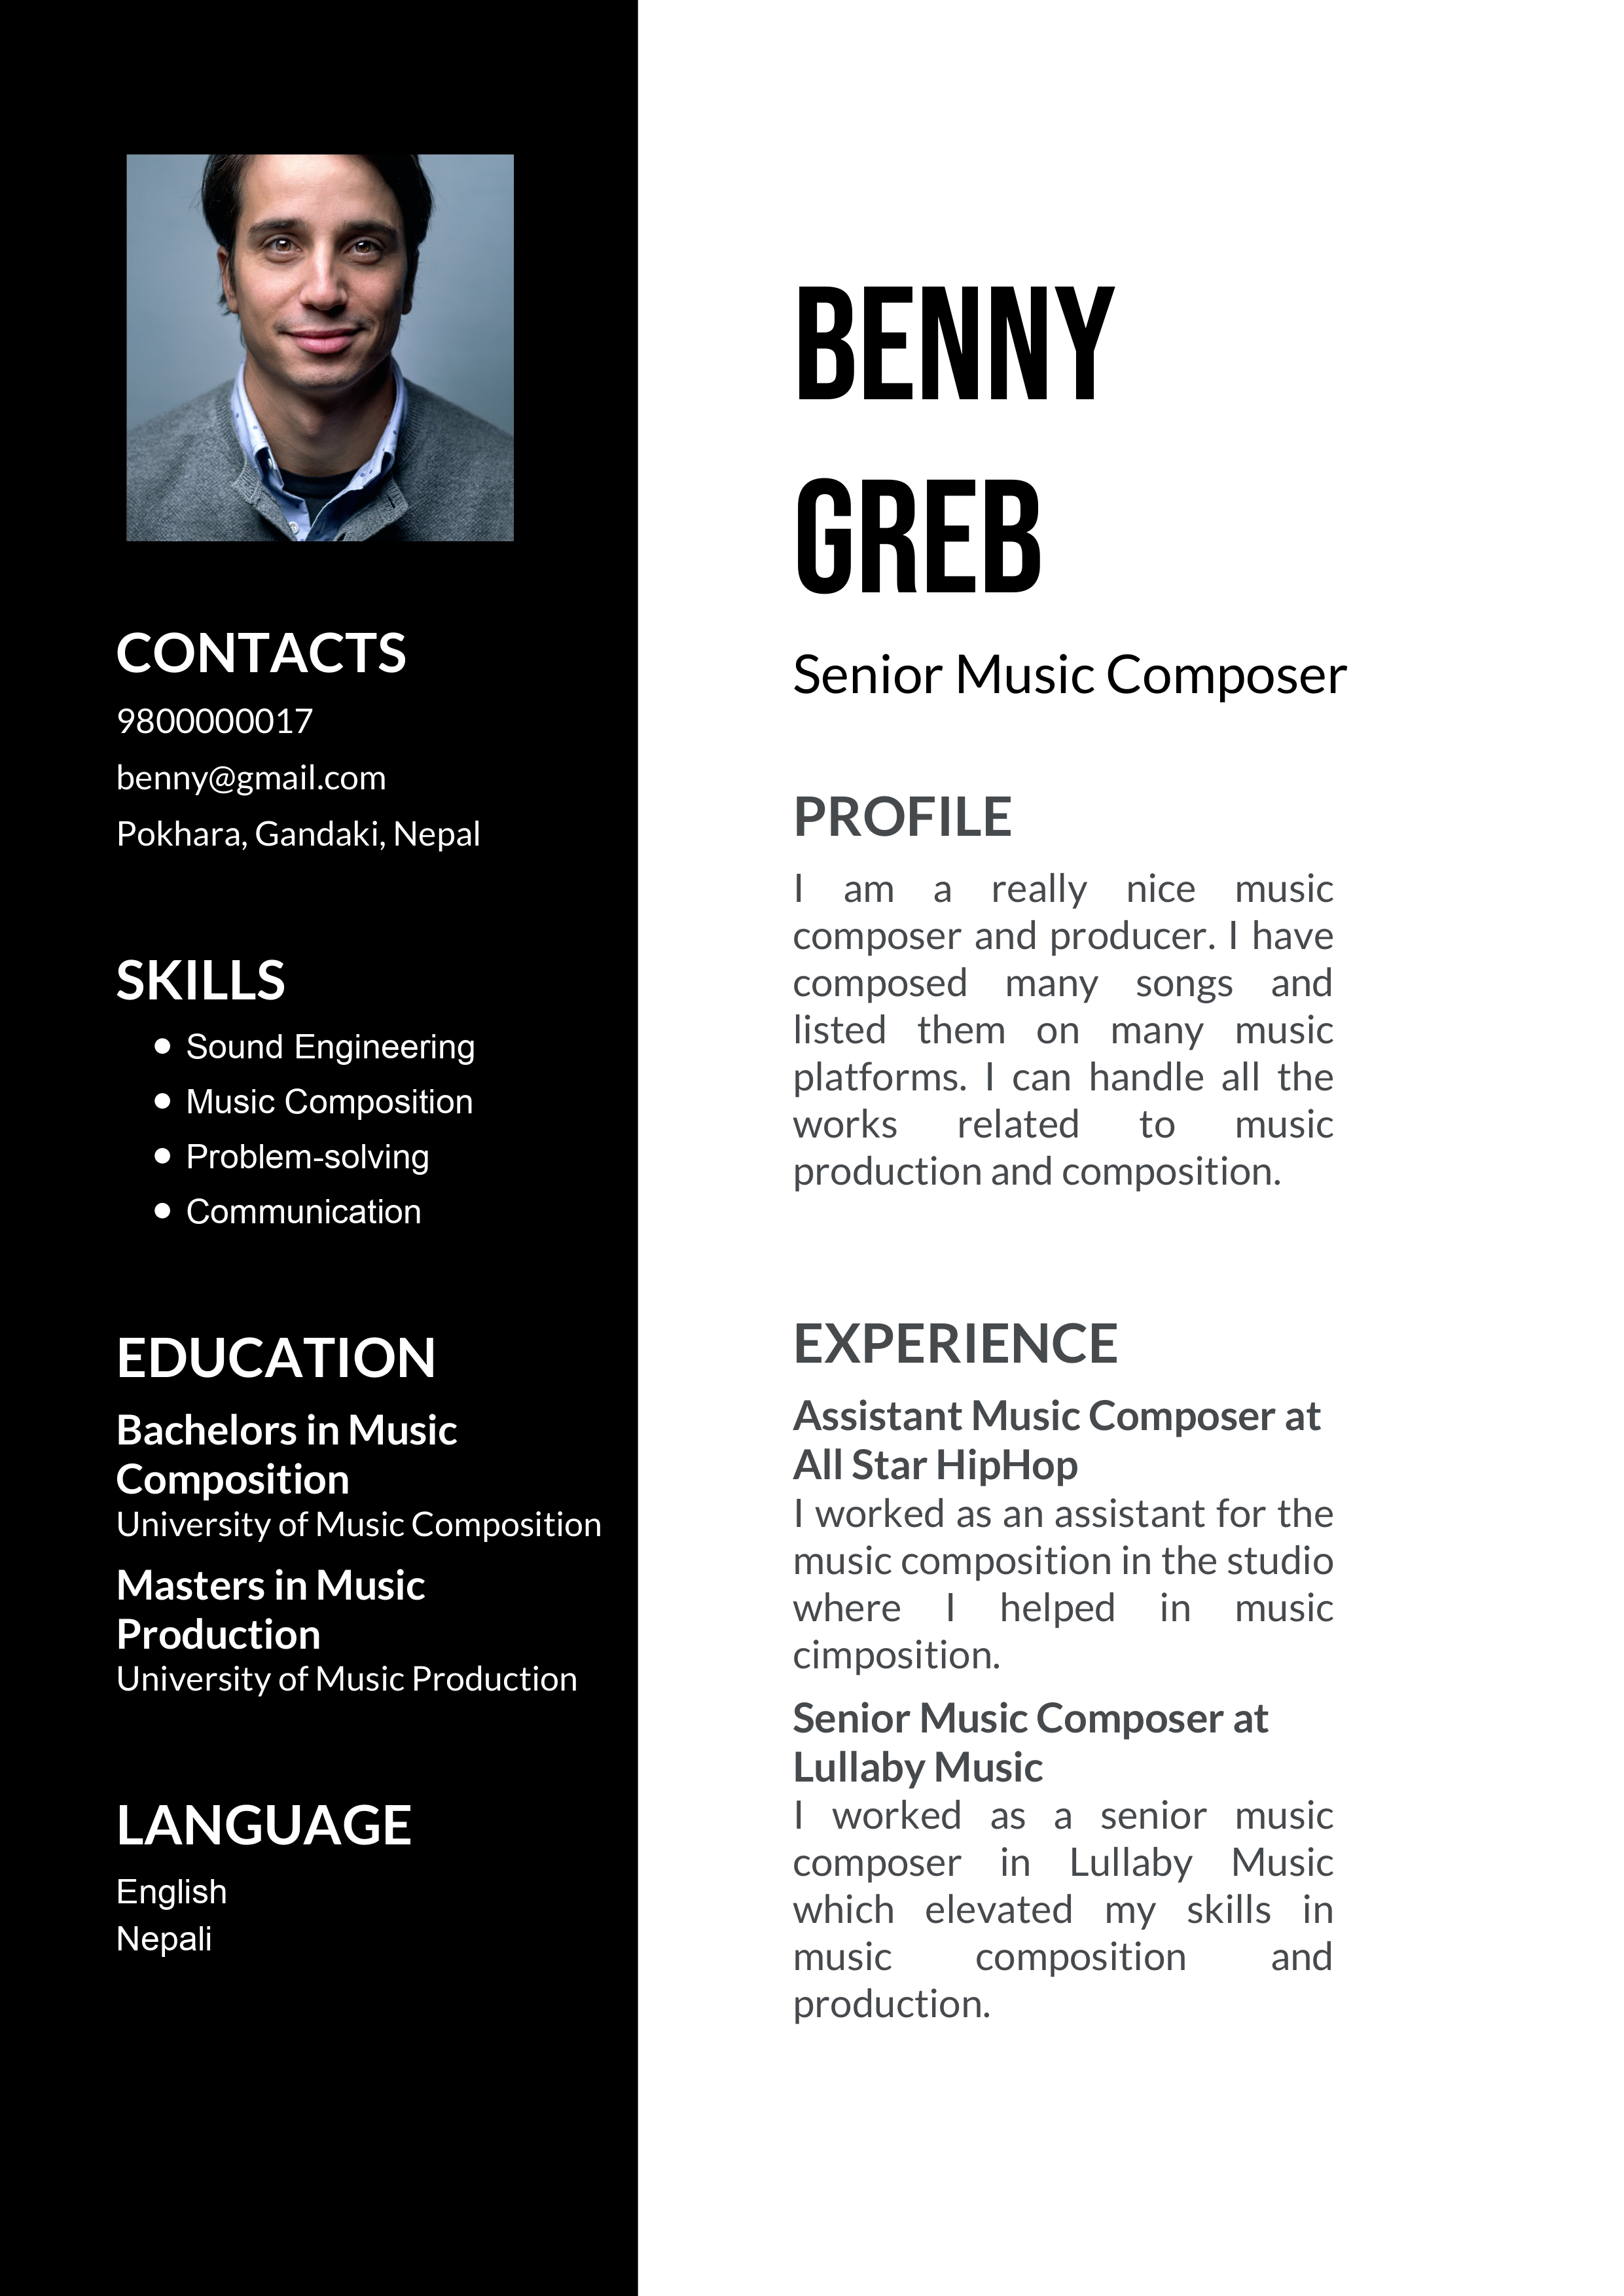 CONTACTS
9800000017
benny@gmail.com
Pokhara, Gandaki, Nepal
SKILLS
● Sound Engineering
● Music Composition
● Problem-solving
● Communication
EDUCATION
Bachelors in Music
Composition
University of Music Composition
Masters in Music
Production
University of Music Production
LANGUAGE
English
Nepali
BENNY
GREB
Senior Music Composer
PROFILE
I am a really nice music
composer and producer. I have
composed many songs and
listed them on many music
platforms. I can handle all the
works related to music
production and composition.
EXPERIENCE
Assistant Music Composer at
All Star HipHop
I worked as an assistant for the
music composition in the studio
where I helped in music
cimposition.
Senior Music Composer at
Lullaby Music
I worked as a senior music
composer in Lullaby Music
which elevated my skills in
music composition and
production.